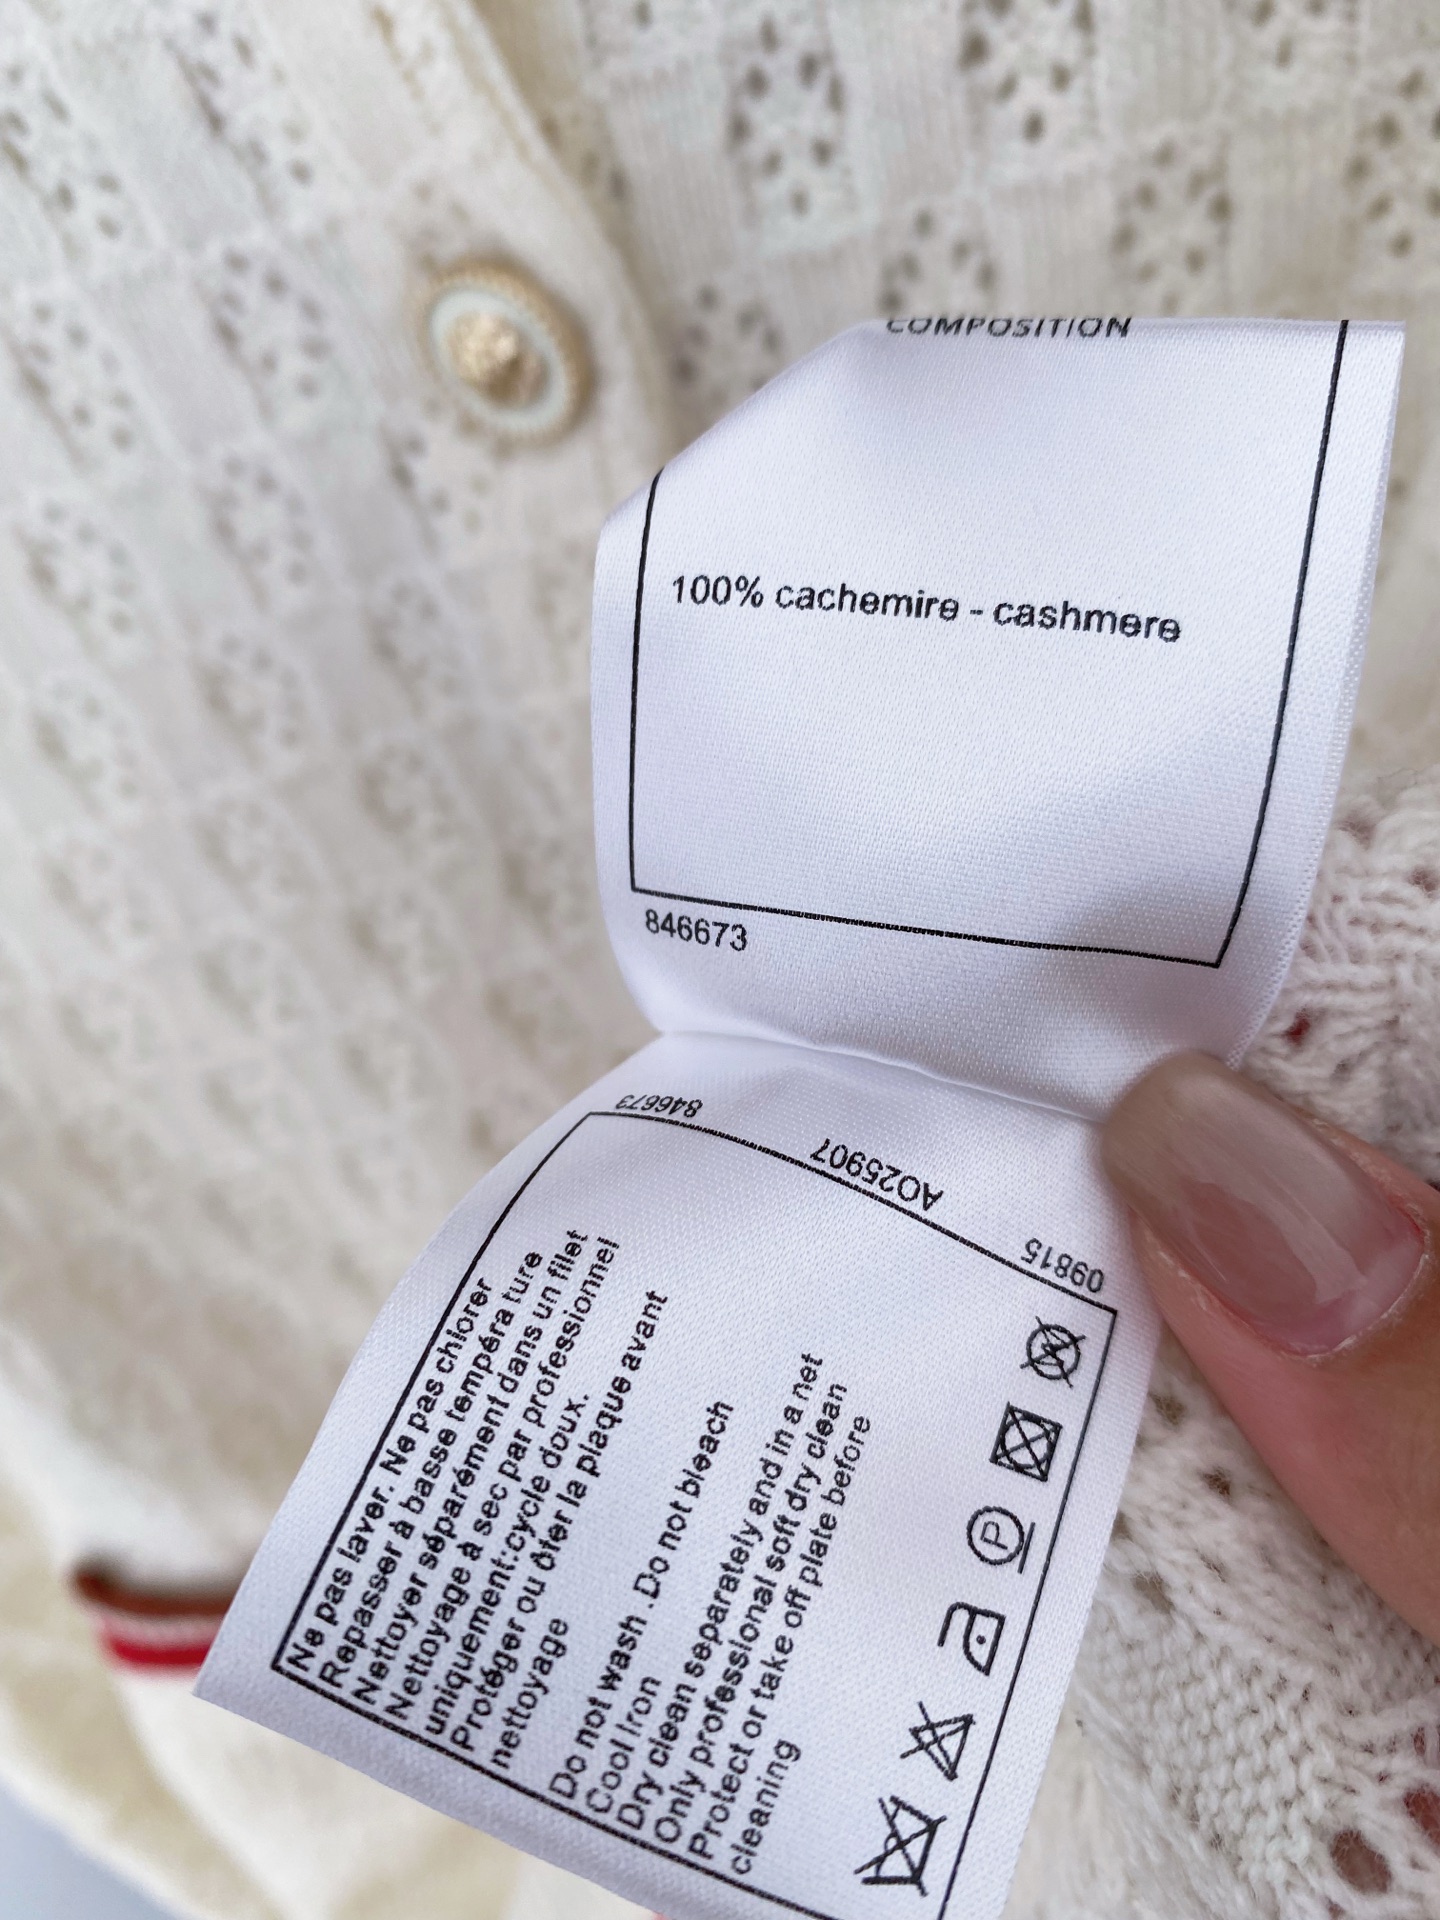 COMPOSITION
100% cachemire - cashmere
846673
846673
AO25907
09815
Ne pas laver. Ne pas chlorer
Repasser à basse tempéra ture
Nettoyer séparément dans un filet
Nettoyage à sec par professionnel
uniquement:cycle doux.
Protéger ou ôter la plaque avant
nettoyage
Do not wash .Do not bleach
Cool Iron
Dry clean separately and in a net
Only professional soft dry clean
Protect or take off plate before
cleaning
P